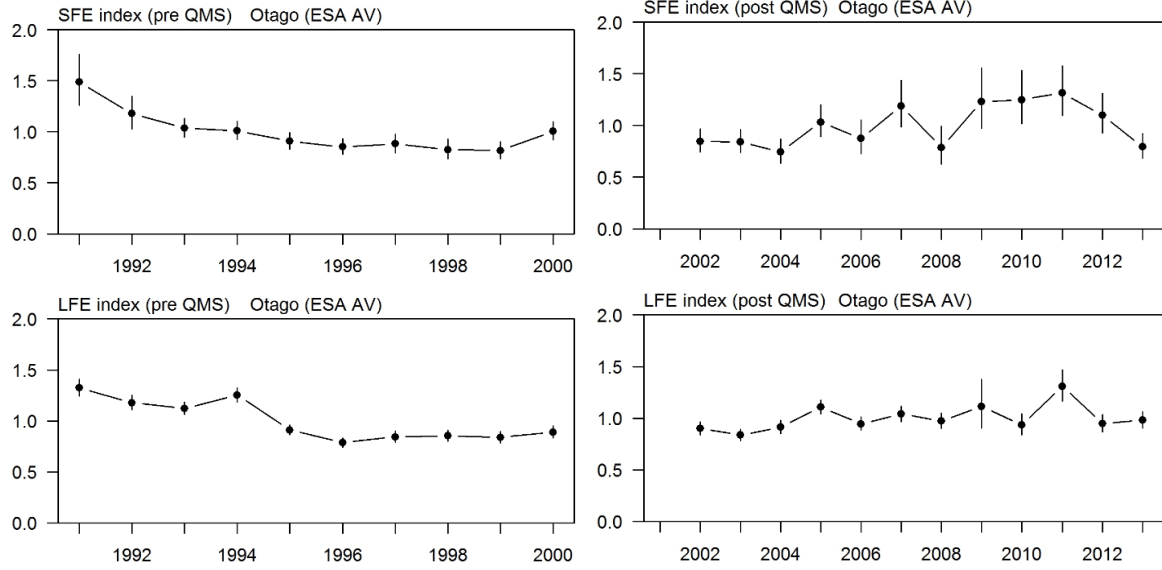 SFE index (pre QMS) Otago (ESA AV)
2.0
1.5
1.0
0.5
0.0
1992 1994 1996 1998 2000
SFE index (post QMS) Otago (ESA AV)
2.0
1.5
1.0
0.5
0.0
2002 2004 2006 2008 2010 2012
LFE index (pre QMS) Otago (ESA AV)
2.0
1.5
1.0
0.5
0.0
1992 1994 1996 1998 2000
LFE index (post QMS) Otago (ESA AV)
2.0
1.5
1.0
0.5
0.0
2002 2004 2006 2008 2010 2012